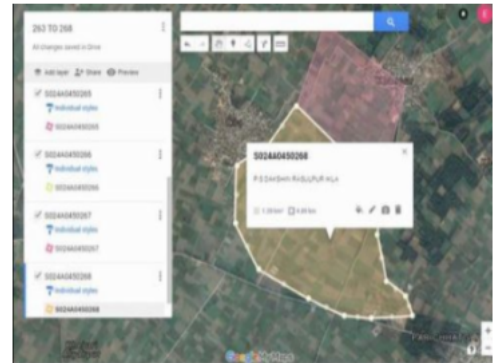 263 TO 268
All changes saved in Drive
Add layer Share Preview
S024A0450265
Individual styles
S024A0450265
S024A0450266
Individual styles
S024A0450266
S024A0450267
Individual styles
S024A0450267
S024A0450268
Individual styles
S024A0450268
S024A0450268
Google My Maps